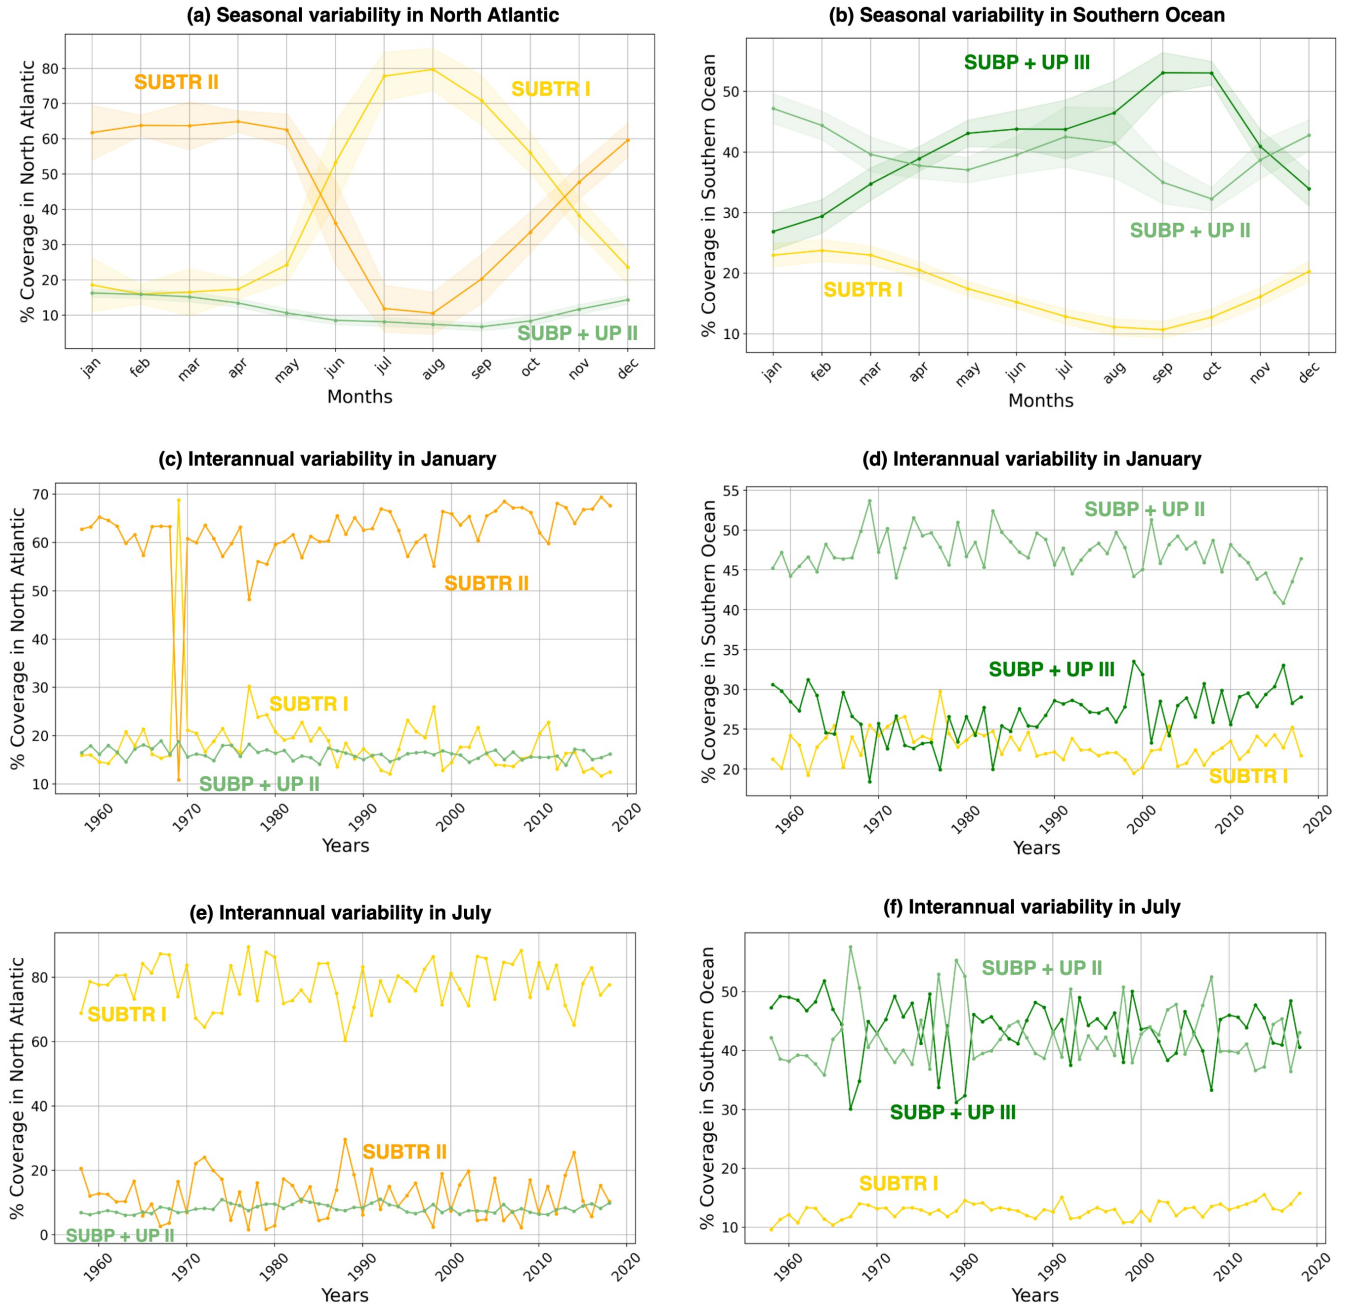 (a) Seasonal variability in North Atlantic
% Coverage in North Atlantic
80
70
60
50
40
30
20
10
SUBTR II
SUBTR I
SUBP + UP II
jan feb mar apr may jun jul aug sep oct nov dec
Months
(b) Seasonal variability in Southern Ocean
% Coverage in Southern Ocean
50
40
30
20
10
SUBP + UP III
SUBP + UP II
SUBTR I
jan feb mar apr may jun jul aug sep oct nov dec
Months
(c) Interannual variability in January
% Coverage in North Atlantic
70
60
50
40
30
20
10
SUBTR II
SUBTR I
SUBP + UP II
1960 1970 1980 1990 2000 2010 2020
Years
(d) Interannual variability in January
% Coverage in Southern Ocean
55
50
45
40
35
30
25
20
SUBP + UP II
SUBP + UP III
SUBTR I
1960 1970 1980 1990 2000 2010 2020
Years
(e) Interannual variability in July
% Coverage in North Atlantic
80
60
40
20
0
SUBTR I
SUBTR II
SUBP + UP II
1960 1970 1980 1990 2000 2010 2020
Years
(f) Interannual variability in July
% Coverage in Southern Ocean
50
40
30
20
10
SUBP + UP II
SUBP + UP III
SUBTR I
1960 1970 1980 1990 2000 2010 2020
Years